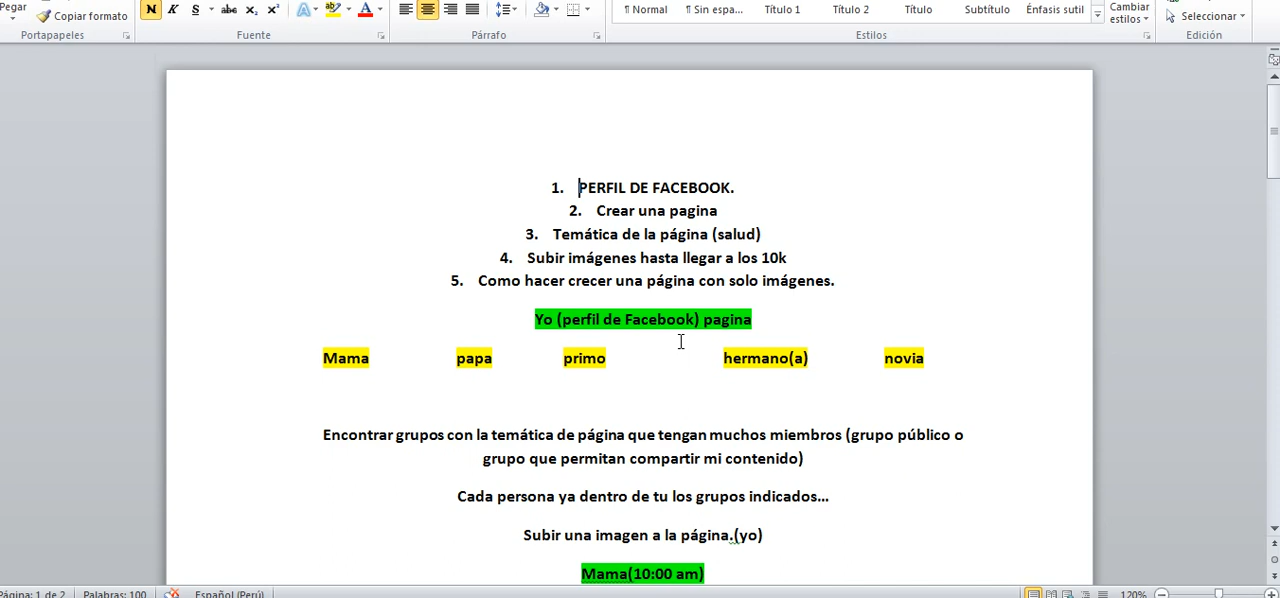 Pegar
Copiar formato
Portapapeles
N K S abc x₂ x² A ab A
Fuente
Párrafo
¶ Normal ¶ Sin espa... Título 1 Título 2 Título Subtítulo Énfasis sutil
Estilos
Cambiar
estilos
Seleccionar
Edición
1. PERFIL DE FACEBOOK.
2. Crear una pagina
3. Temática de la página (salud)
4. Subir imágenes hasta llegar a los 10k
5. Como hacer crecer una página con solo imágenes.
Yo (perfil de Facebook) pagina
Mama papa primo hermano(a) novia
Encontrar grupos con la temática de página que tengan muchos miembros (grupo público o
grupo que permitan compartir mi contenido)
Cada persona ya dentro de tu los grupos indicados...
Subir una imagen a la página.(yo)
Mama(10:00 am)
Página: 1 de 2 Palabras: 100 Español (Perú) 120%